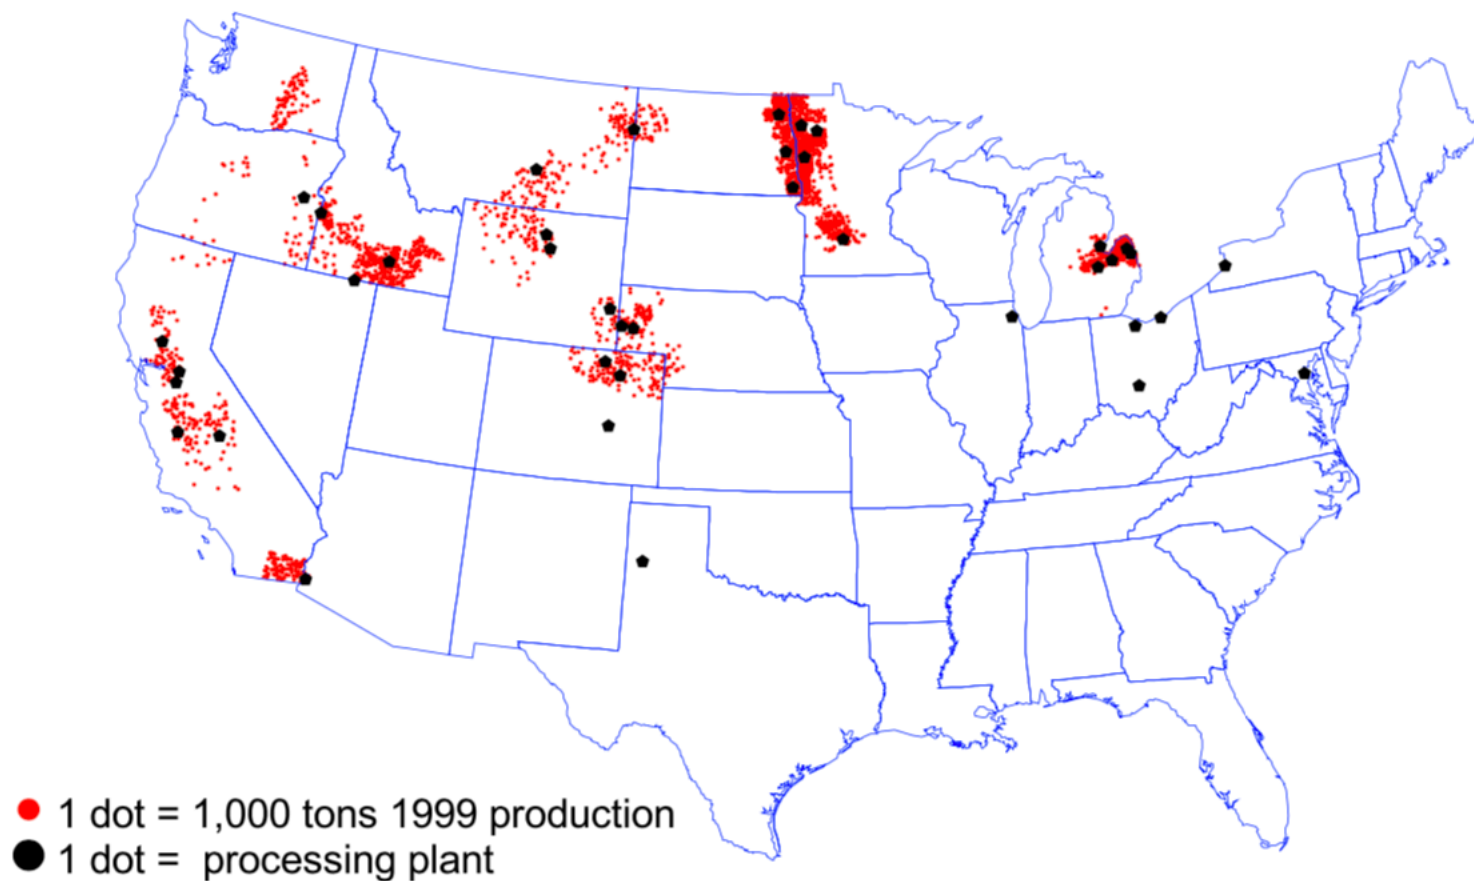 1 dot = 1,000 tons 1999 production
1 dot = processing plant